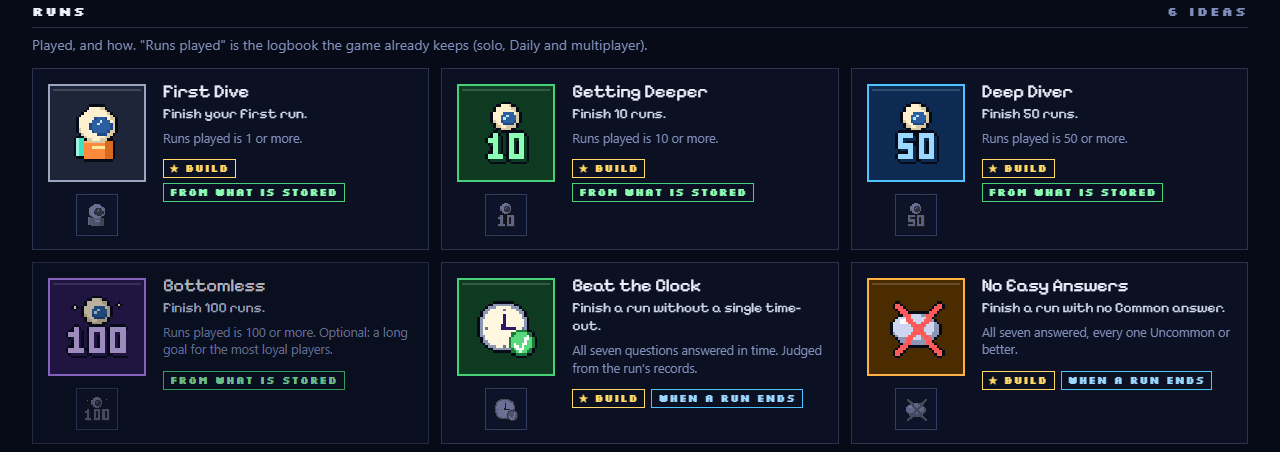 RUNS
6 IDEAS
Played, and how. "Runs played" is the logbook the game already keeps (solo, Daily and multiplayer).
First Dive
Finish your first run.
Runs played is 1 or more.
★ BUILD
FROM WHAT IS STORED
10
Getting Deeper
Finish 10 runs.
Runs played is 10 or more.
★ BUILD
FROM WHAT IS STORED
10
50
Deep Diver
Finish 50 runs.
Runs played is 50 or more.
★ BUILD
FROM WHAT IS STORED
50
100
Bottomless
Finish 100 runs.
Runs played is 100 or more. Optional: a long
goal for the most loyal players.
FROM WHAT IS STORED
100
Beat the Clock
Finish a run without a single time-
out.
All seven questions answered in time. Judged
from the run's records.
★ BUILD
WHEN A RUN ENDS
No Easy Answers
Finish a run with no Common answer.
All seven answered, every one Uncommon or
better.
★ BUILD
WHEN A RUN ENDS